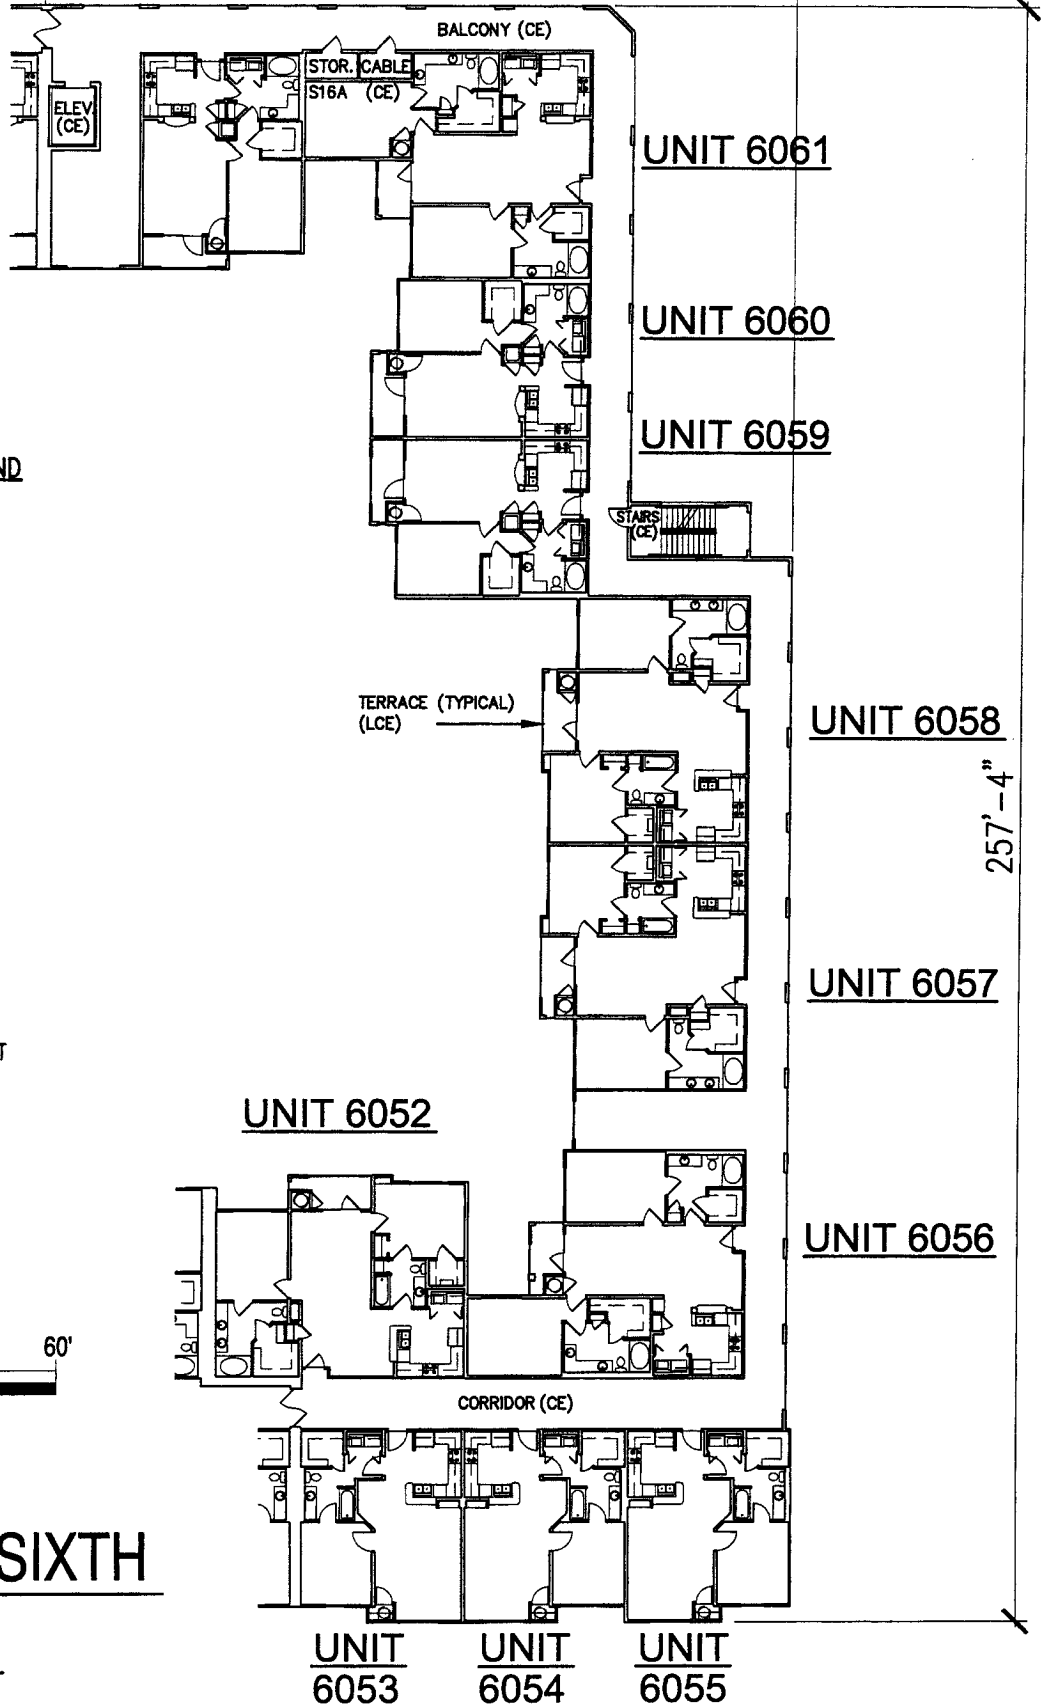 BALCONY (CE)
STOR.
CABLE
S16A
(CE)
ELEV.
(CE)
UNIT 6061
UNIT 6060
UNIT 6059
ND
STAIRS
(CE)
TERRACE (TYPICAL)
(LCE)
UNIT 6058
257'-4"
UNIT 6057
T
UNIT 6052
UNIT 6056
60'
CORRIDOR (CE)
SIXTH
UNIT
6053
UNIT
6054
UNIT
6055